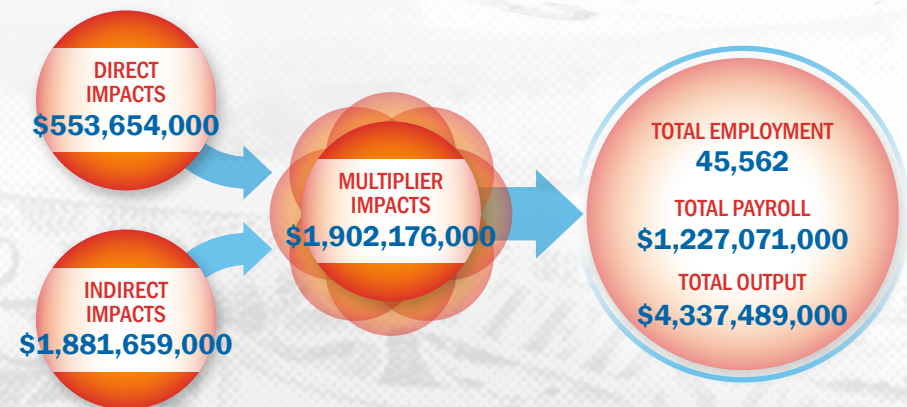 DIRECT
IMPACTS
$553,654,000
INDIRECT
IMPACTS
$1,881,659,000
MULTIPLIER
IMPACTS
$1,902,176,000
TOTAL EMPLOYMENT
45,562
TOTAL PAYROLL
$1,227,071,000
TOTAL OUTPUT
$4,337,489,000